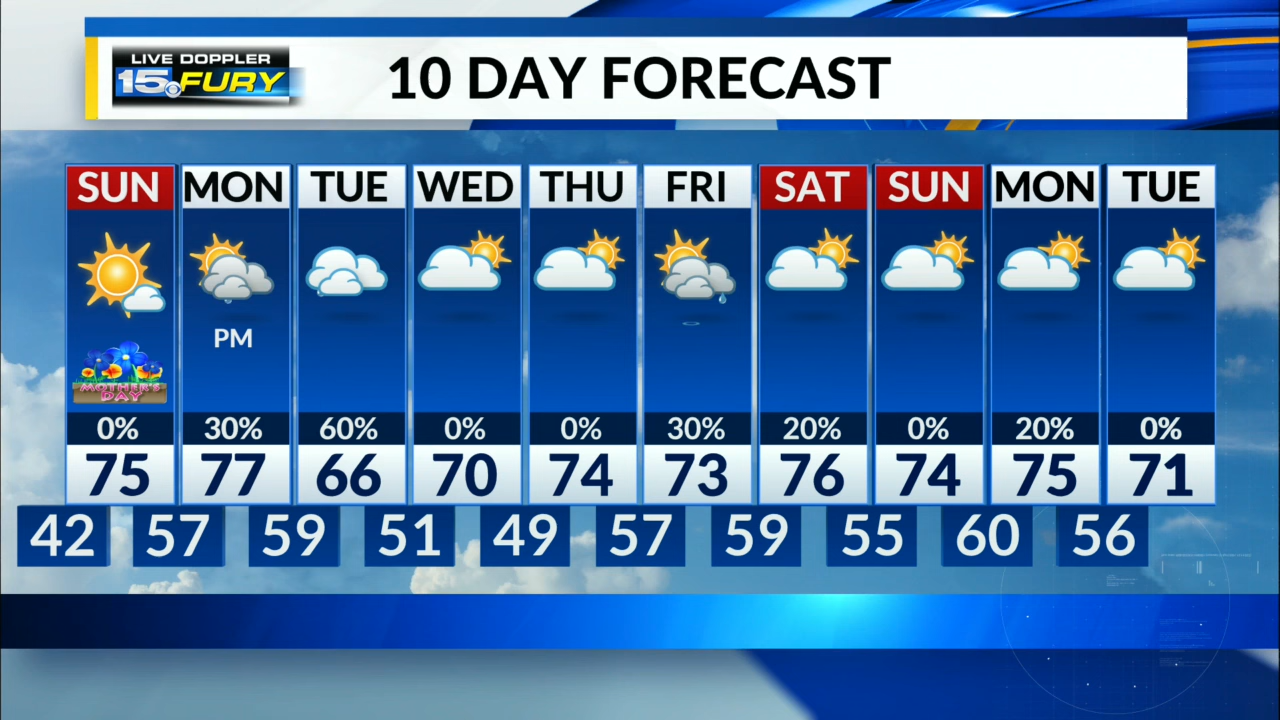 LIVE DOPPLER
15 FURY
10 DAY FORECAST
SUN MON TUE WED THU FRI SAT SUN MON TUE
PM
MOTHER'S
DAY
0% 30% 60% 0% 0% 30% 20% 0% 20% 0%
75 77 66 70 74 73 76 74 75 71
42 57 59 51 49 57 59 55 60 56